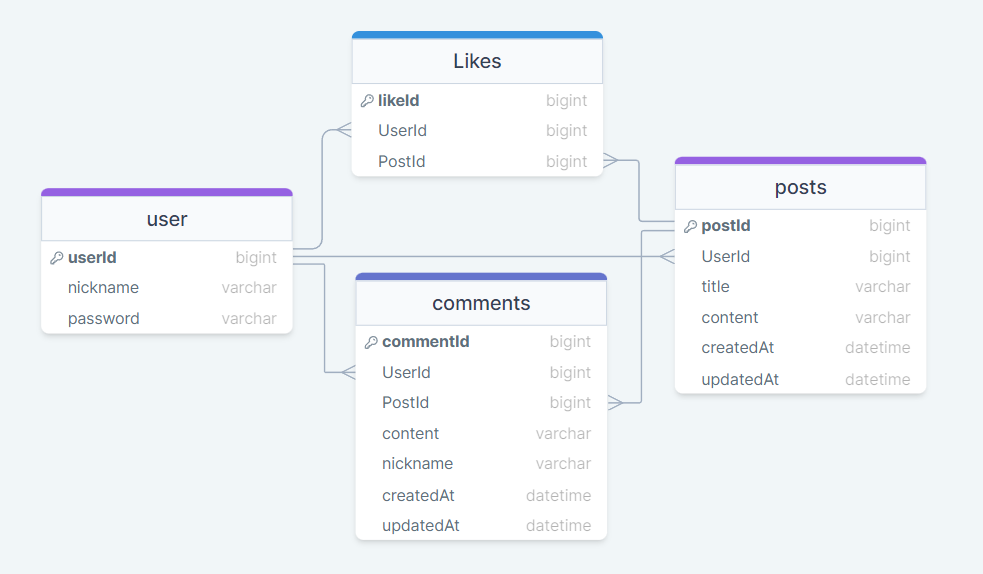 Likes
likeId bigint
UserId bigint
PostId bigint
user
userId bigint
nickname varchar
password varchar
comments
commentId bigint
UserId bigint
PostId bigint
content varchar
nickname varchar
createdAt datetime
updatedAt datetime
posts
postId bigint
UserId bigint
title varchar
content varchar
createdAt datetime
updatedAt datetime